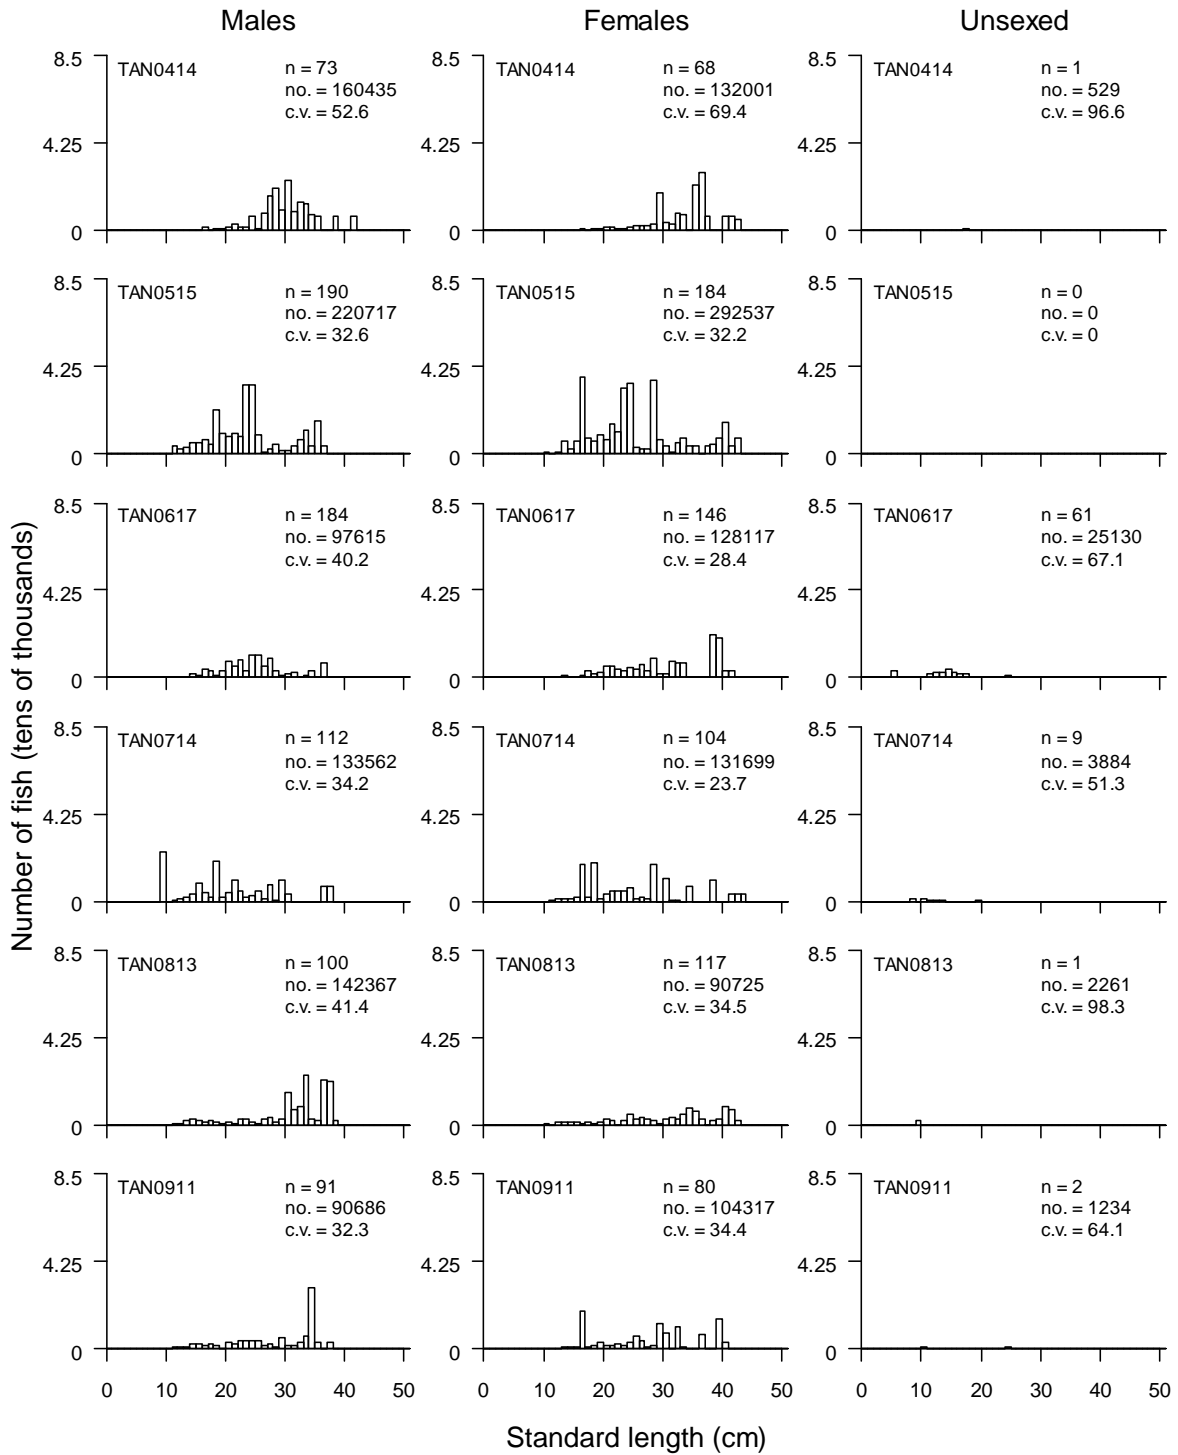 Males Females Unsexed
8.5 TAN0414 n = 73 8.5 TAN0414 n = 68 8.5 TAN0414 n = 1
no. = 160435 no. = 132001 no. = 529
c.v. = 52.6 c.v. = 69.4 c.v. = 96.6
4.25 4.25 4.25
0 0 0
8.5 TAN0515 n = 190 8.5 TAN0515 n = 184 8.5 TAN0515 n = 0
no. = 220717 no. = 292537 no. = 0
c.v. = 32.6 c.v. = 32.2 c.v. = 0
4.25 4.25 4.25
0 0 0
8.5 TAN0617 n = 184 8.5 TAN0617 n = 146 8.5 TAN0617 n = 61
no. = 97615 no. = 128117 no. = 25130
c.v. = 40.2 c.v. = 28.4 c.v. = 67.1
4.25 4.25 4.25
0 0 0
8.5 TAN0714 n = 112 8.5 TAN0714 n = 104 8.5 TAN0714 n = 9
no. = 133562 no. = 131699 no. = 3884
c.v. = 34.2 c.v. = 23.7 c.v. = 51.3
4.25 4.25 4.25
0 0 0
8.5 TAN0813 n = 100 8.5 TAN0813 n = 117 8.5 TAN0813 n = 1
no. = 142367 no. = 90725 no. = 2261
c.v. = 41.4 c.v. = 34.5 c.v. = 98.3
4.25 4.25 4.25
0 0 0
8.5 TAN0911 n = 91 8.5 TAN0911 n = 80 8.5 TAN0911 n = 2
no. = 90686 no. = 104317 no. = 1234
c.v. = 32.3 c.v. = 34.4 c.v. = 64.1
4.25 4.25 4.25
0 0 0
0 10 20 30 40 50 0 10 20 30 40 50 0 10 20 30 40 50
Number of fish (tens of thousands)
Standard length (cm)